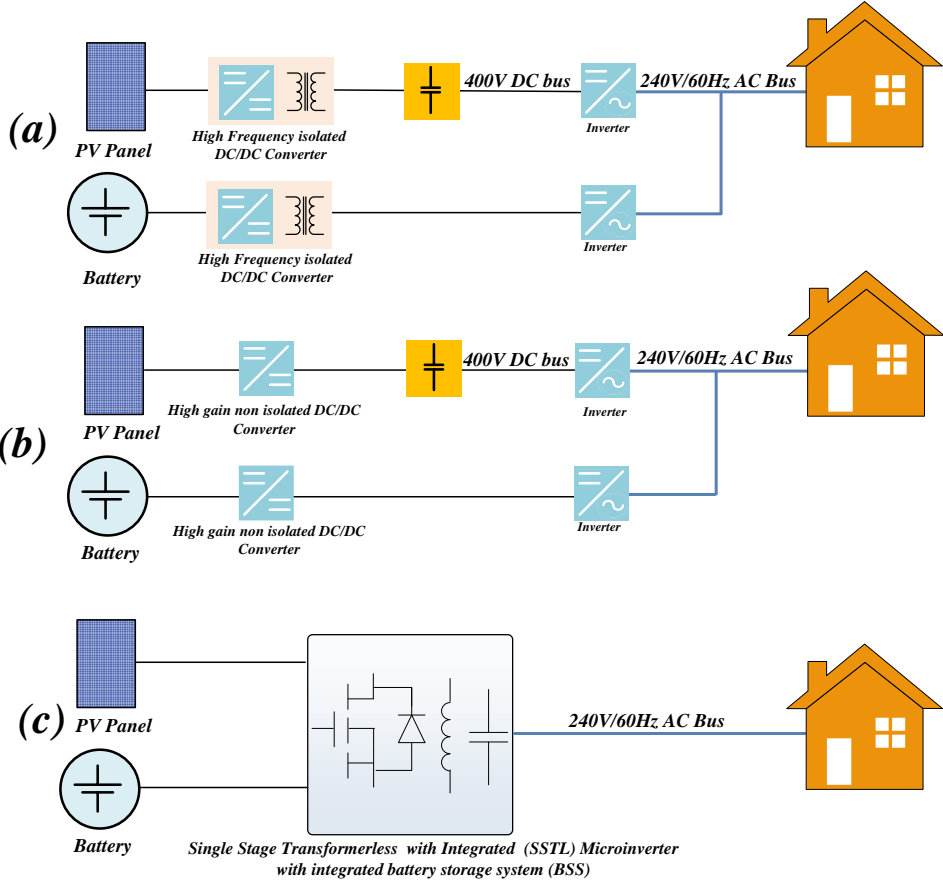 (a)
PV Panel
High Frequency isolated
DC/DC Converter
400V DC bus
Inverter
240V/60Hz AC Bus
Battery
High Frequency isolated
DC/DC Converter
Inverter
(b)
PV Panel
High gain non isolated DC/DC
Converter
400V DC bus
Inverter
240V/60Hz AC Bus
Battery
High gain non isolated DC/DC
Converter
Inverter
(c)
PV Panel
240V/60Hz AC Bus
Battery
Single Stage Transformerless with Integrated (SSTL) Microinverter
with integrated battery storage system (BSS)